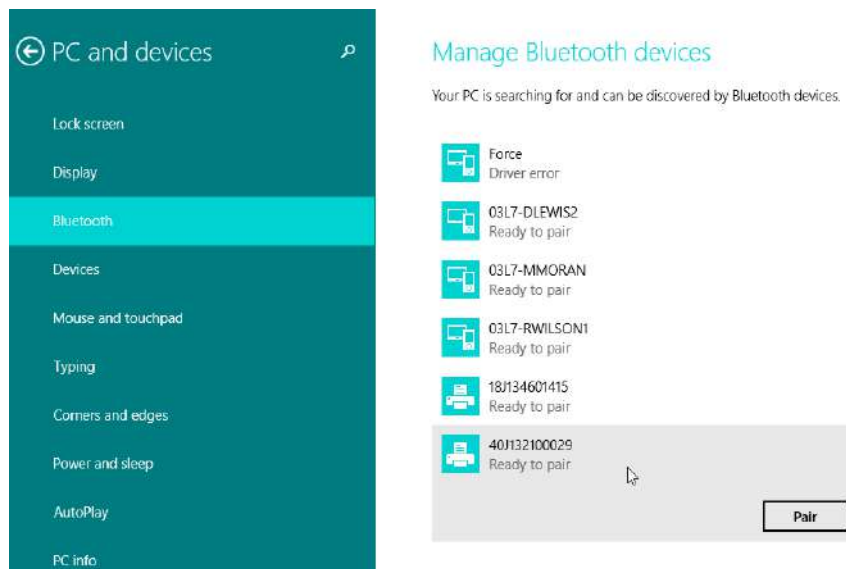 PC and devices
Lock screen
Display
Bluetooth
Devices
Mouse and touchpad
Typing
Corners and edges
Power and sleep
AutoPlay
PC info
Manage Bluetooth devices
Your PC is searching for and can be discovered by Bluetooth devices.
Force
Driver error
03L7-DLEWIS2
Ready to pair
03L7-MMORAN
Ready to pair
03L7-RWILSON1
Ready to pair
18J134601415
Ready to pair
40J132100029
Ready to pair
Pair